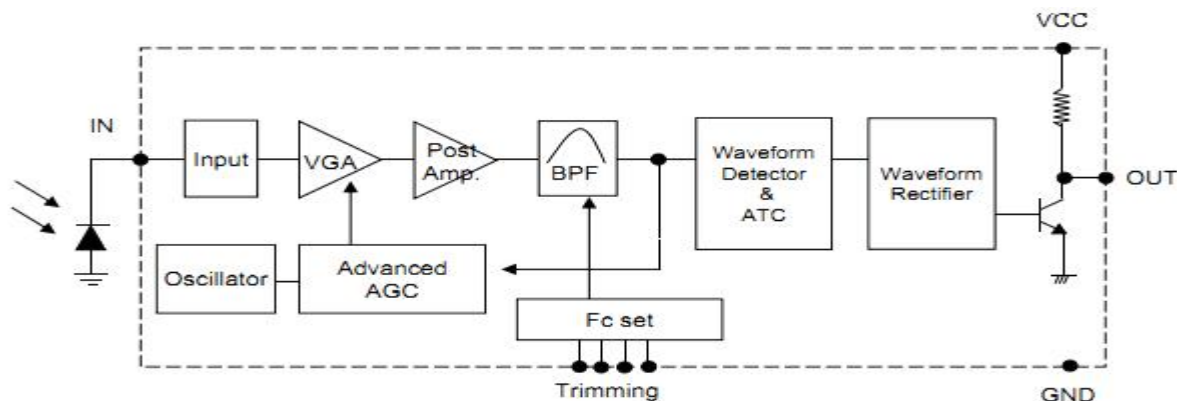 VCC
IN
Input
VGA
Post
Amp.
BPF
Waveform
Detector
&
ATC
Waveform
Rectifier
OUT
Oscillator
Advanced
AGC
Fc set
Trimming
GND